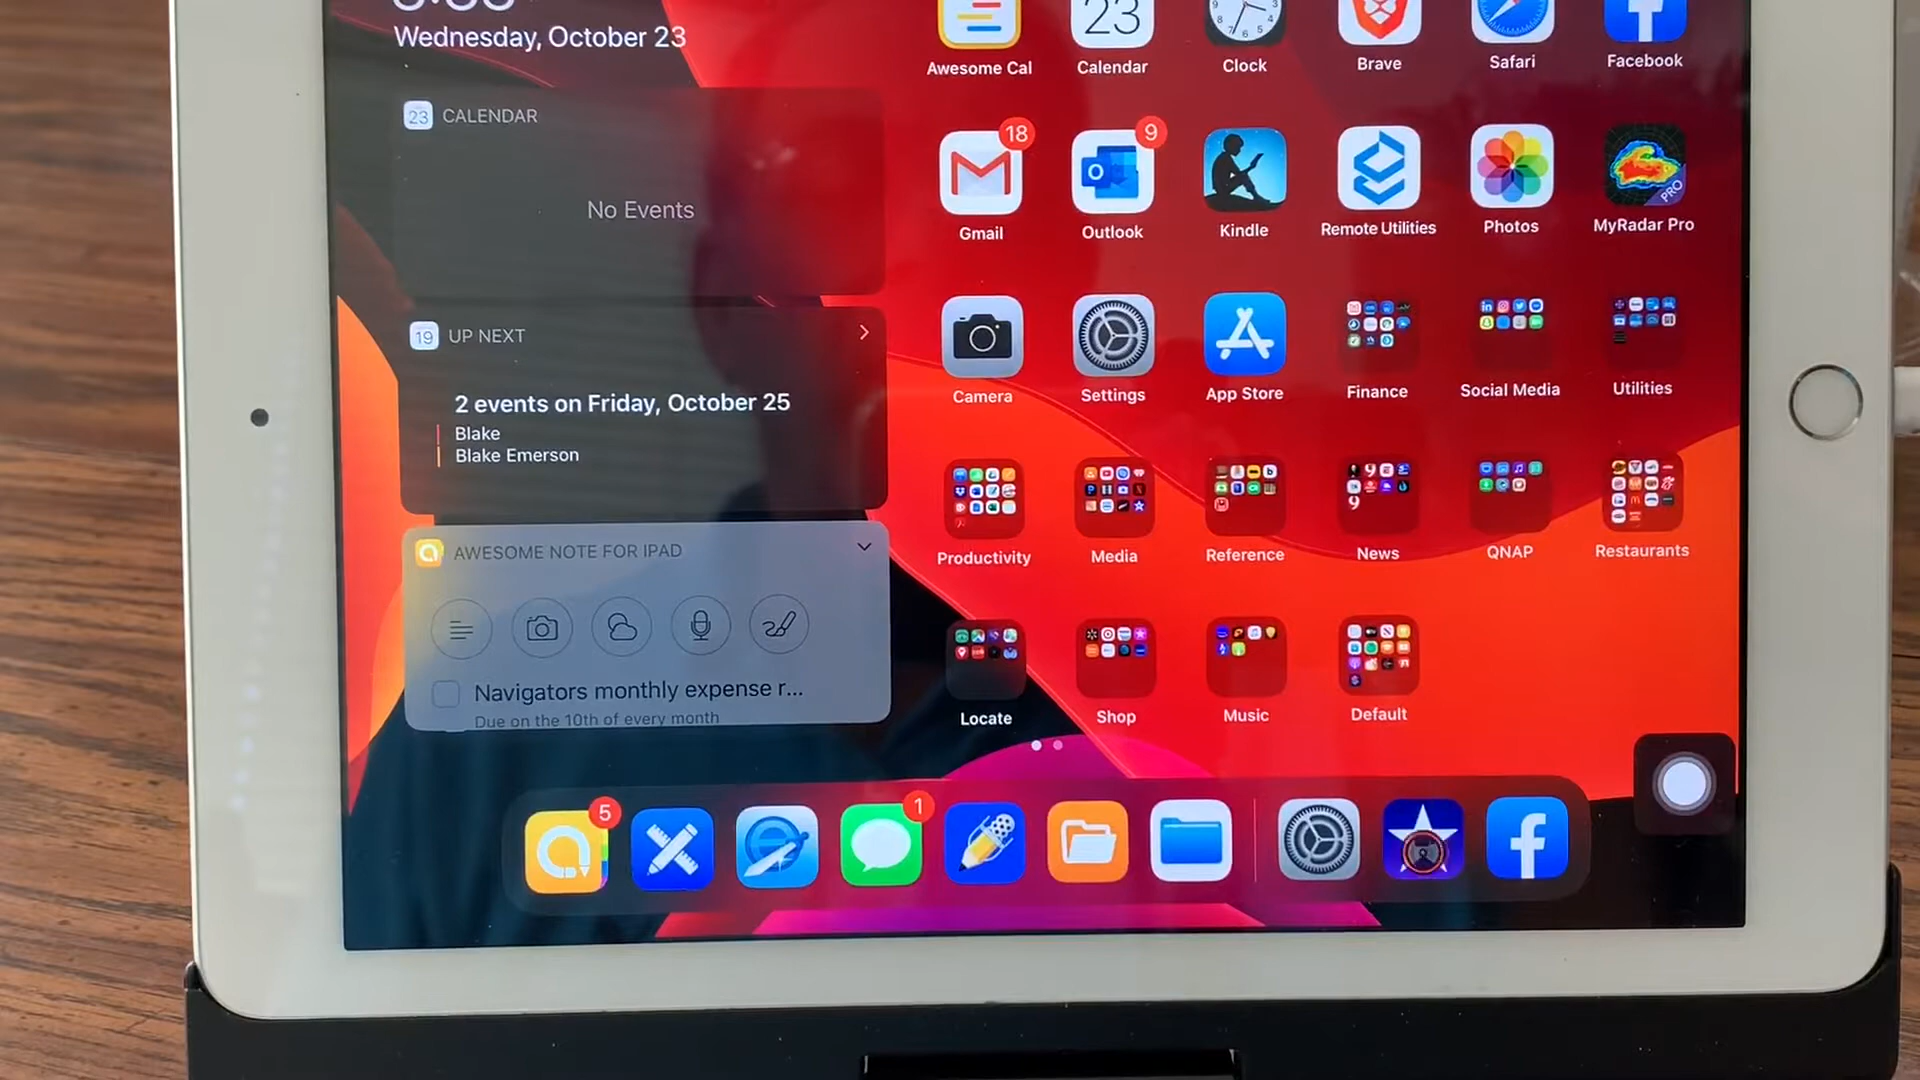 Wednesday, October 23
23 CALENDAR
No Events
19 UP NEXT
2 events on Friday, October 25
Blake
Blake Emerson
AWESOME NOTE FOR IPAD
Navigators monthly expense r...
Due on the 10th of every month
23
Awesome Cal
Calendar
Clock
Brave
Safari
Facebook
18
9
PRO
Gmail
Outlook
Kindle
Remote Utilities
Photos
MyRadar Pro
Camera
Settings
App Store
Finance
Social Media
Utilities
Productivity
Media
Reference
News
QNAP
Restaurants
Locate
Shop
Music
Default
5
1